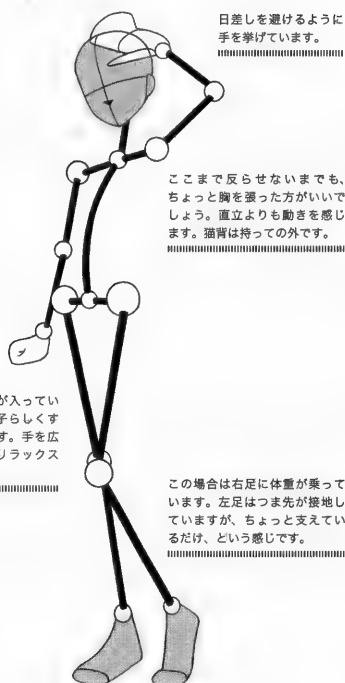 日差しを避けるように
手を挙げています。
ここまで反らせないまでも、
ちょっと胸を張った方がいいで
しょう。直立よりも動きを感じ
ます。猫背は持っての外です。
が入ってい
子らしくす
す。手を広
リラックス
この場合は右足に体重が乗って
います。左足はつま先が接地し
ていますが、ちょっと支えてい
るだけ、という感じです。